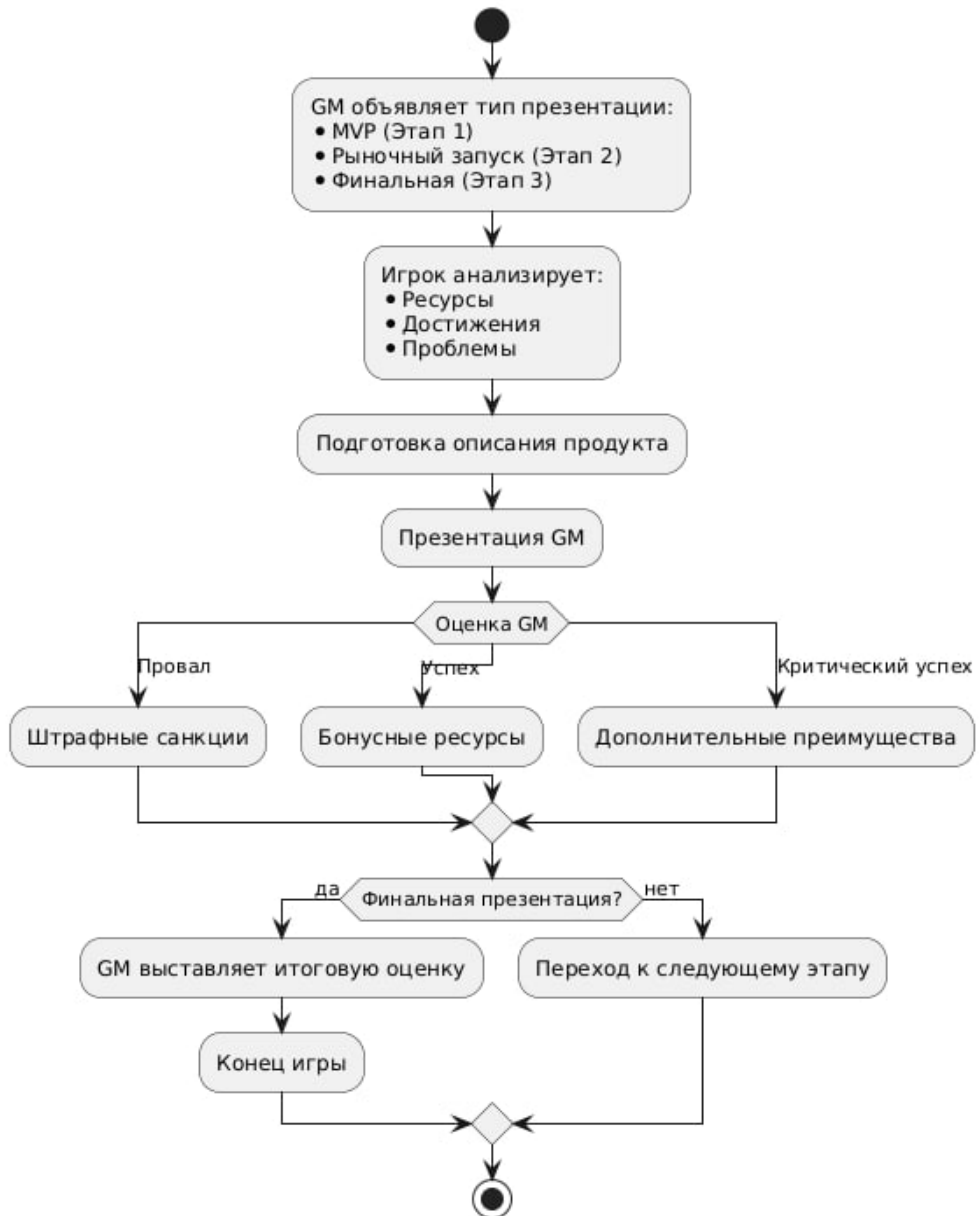 GM объявляет тип презентации:
• MVP (Этап 1)
• Рыночный запуск (Этап 2)
• Финальная (Этап 3)
Игрок анализирует:
• Ресурсы
• Достижения
• Проблемы
Подготовка описания продукта
Презентация GM
Оценка GM
Провал
Успех
Критический успех
Штрафные санкции
Бонусные ресурсы
Дополнительные преимущества
да
Финальная презентация?
нет
GM выставляет итоговую оценку
Переход к следующему этапу
Конец игры